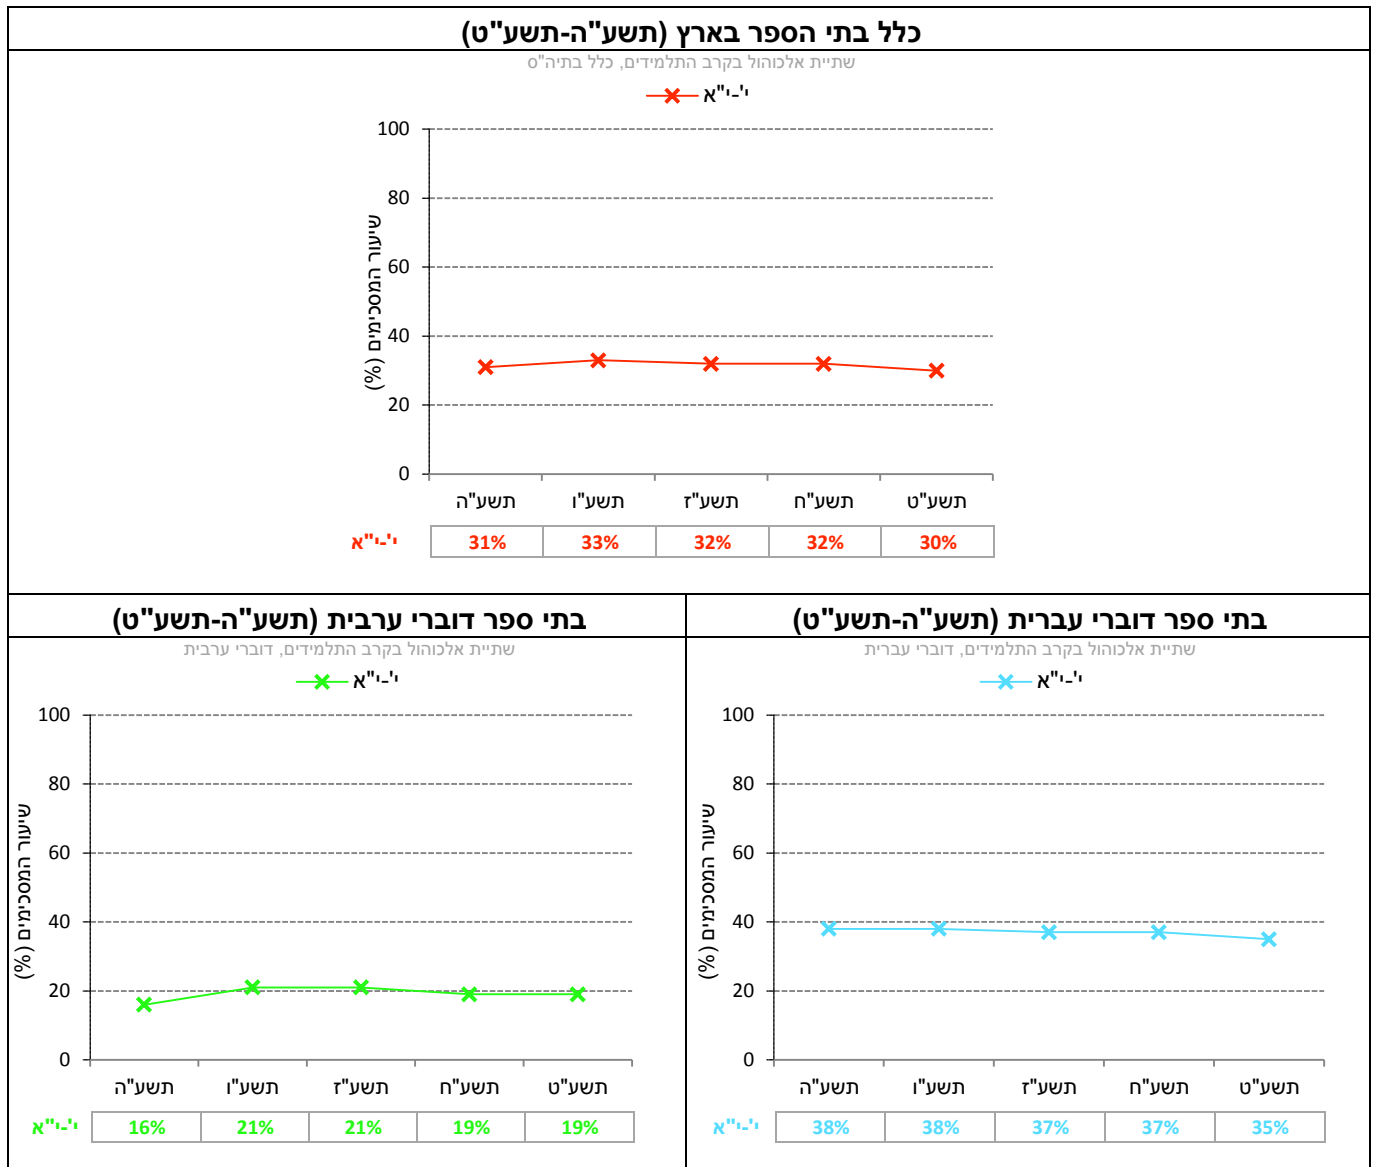 כלל בתי הספר בארץ (תשע"ה-תשע"ט)
שתיית אלכוהול בקרב התלמידים, כלל בתיה"ס
י'-י"א
שיעור המסכימים (%)
100
80
60
40
20
0
תשע"ה תשע"ו תשע"ז תשע"ח תשע"ט
י'-י"א 31% 33% 32% 32% 30%
בתי ספר דוברי עברית (תשע"ה-תשע"ט)
שתיית אלכוהול בקרב התלמידים, דוברי עברית
י'-י"א
שיעור המסכימים (%)
100
80
60
40
20
0
תשע"ה תשע"ו תשע"ז תשע"ח תשע"ט
י'-י"א 38% 38% 37% 37% 35%
בתי ספר דוברי ערבית (תשע"ה-תשע"ט)
שתיית אלכוהול בקרב התלמידים, דוברי ערבית
י'-י"א
שיעור המסכימים (%)
100
80
60
40
20
0
תשע"ה תשע"ו תשע"ז תשע"ח תשע"ט
י'-י"א 16% 21% 21% 19% 19%